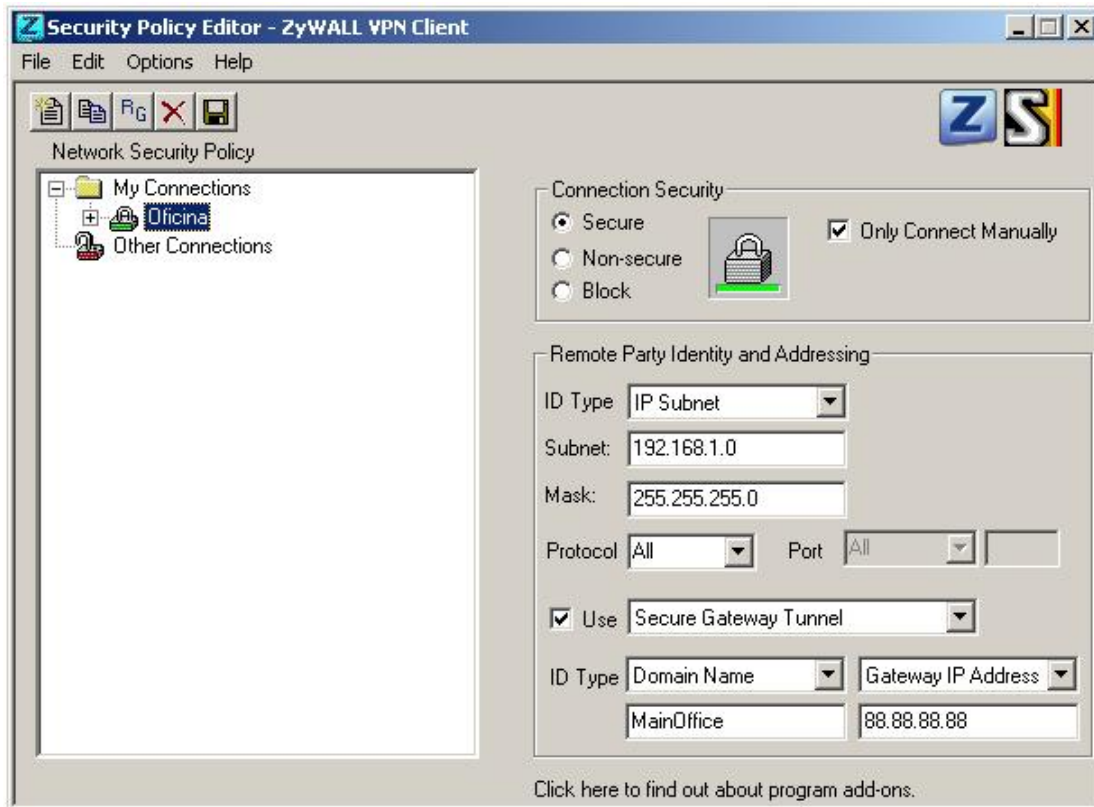 Security Policy Editor - ZyWALL VPN Client
File Edit Options Help
RG
Network Security Policy
My Connections
Oficina
Other Connections
Connection Security
Secure
Non-secure
Block
Only Connect Manually
Remote Party Identity and Addressing
ID Type IP Subnet
Subnet: 192.168.1.0
Mask: 255.255.255.0
Protocol All Port All
Use Secure Gateway Tunnel
ID Type Domain Name Gateway IP Address
MainOffice 88.88.88.88
Click here to find out about program add-ons.